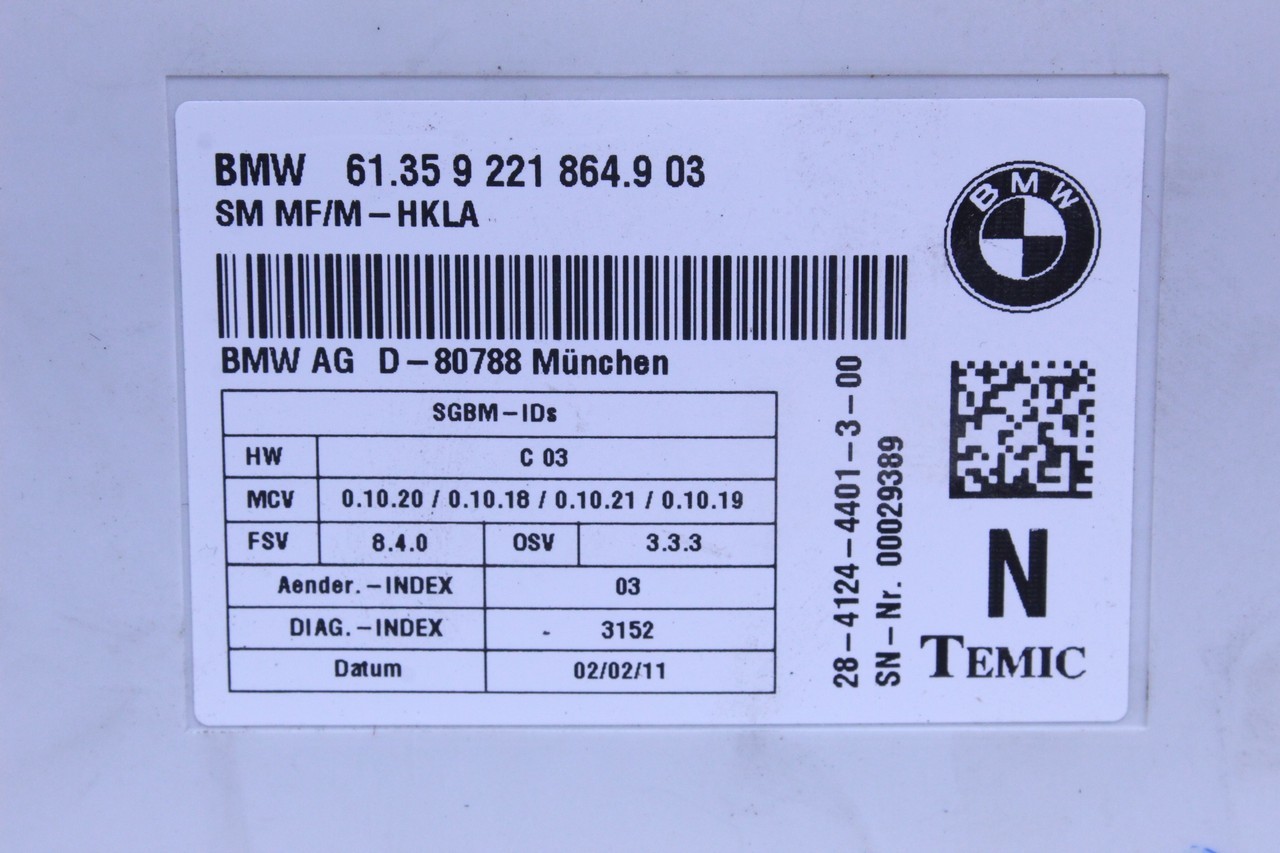 BMW 61.35 9 221 864.9 03
SM MF/M-HKLA
BMW
BMW AG D-80788 München
SGBM-IDs
HW C 03
MCV 0.10.20 / 0.10.18 / 0.10.21 / 0.10.19
FSV 8.4.0 OSV 3.3.3
Aender.-INDEX 03
DIAG.-INDEX 3152
Datum 02/02/11
28-4124-4401-3-00
SN-Nr. 00029389
N
TEMIC